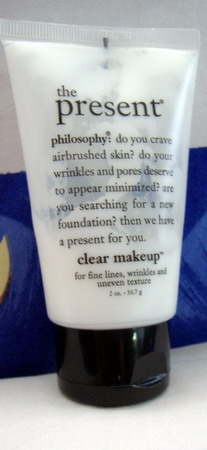 the
present®
philosophy®: do you crave
airbrushed skin? do your
wrinkles and pores deserve
to appear minimized? are
you searching for a new
foundation? then we have
a present for you.
clear makeup™
for fine lines, wrinkles and
uneven texture
2 oz. - 56.7 g